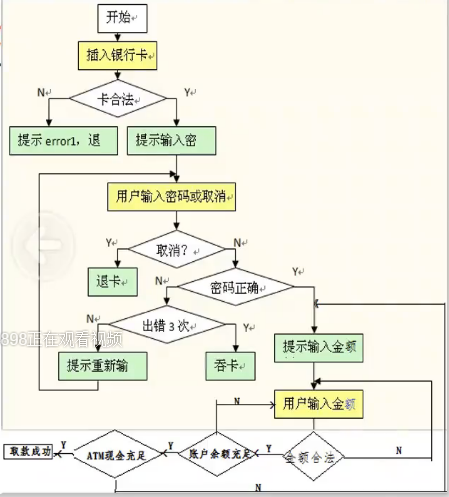 开始
插入银行卡
N
卡合法
Y
提示 error1，退
提示输入密
用户输入密码或取消
Y
取消？
N
退卡
N
密码正确
Y
N
出错 3 次
Y
提示输入金额
898正在观看视频
提示重新输
吞卡
N
用户输入金额
取款成功
Y
ATM现金充足
Y
账户余额充足
Y
金额合法
N
N